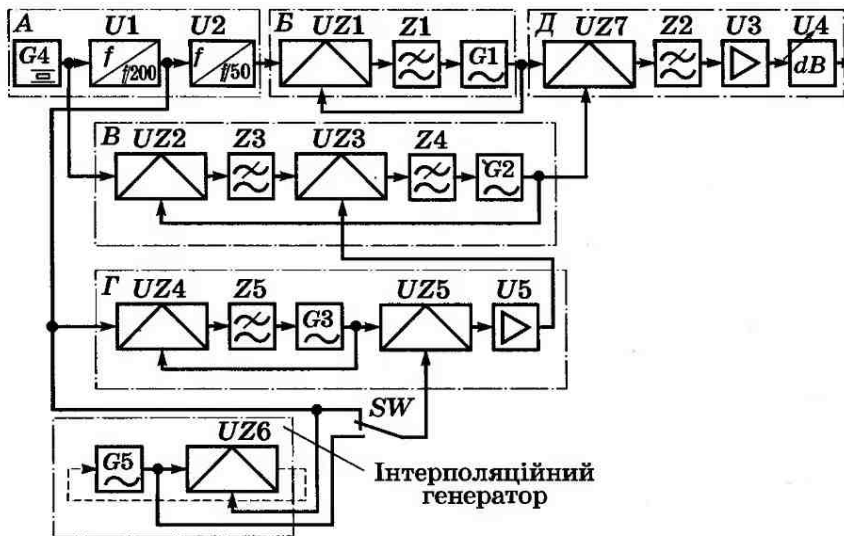 А U1 U2 Б UZ1 Z1 Д UZ7 Z2 U3 U4
G4 f f/200 f f/50 G1 dB
В UZ2 Z3 UZ3 Z4
G2
Г UZ4 Z5 UZ5 U5
G3
SW
UZ6
G5
Інтерполяційний
генератор